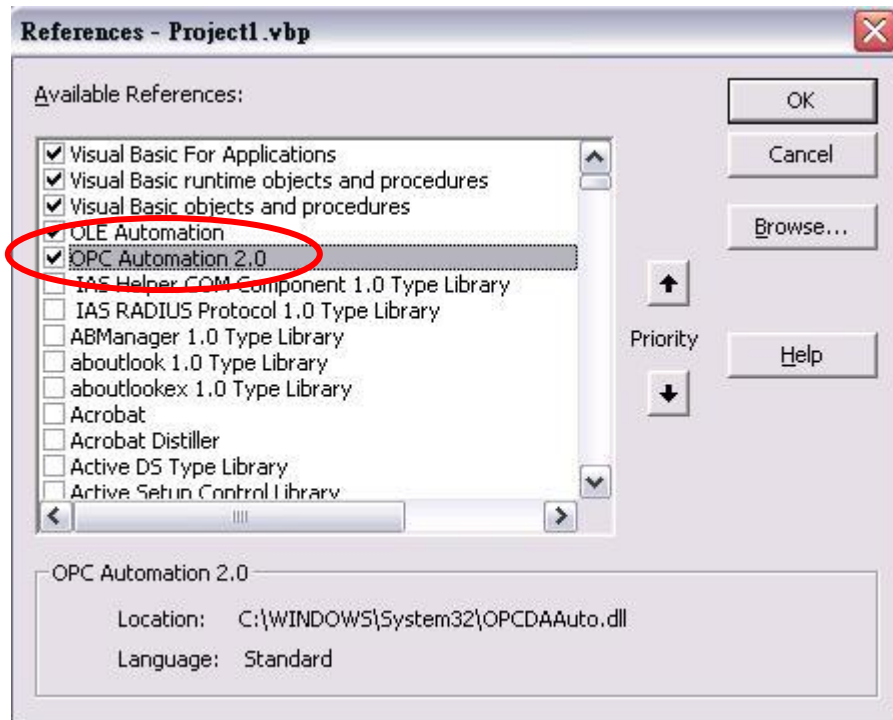 References - Project1.vbp
Available References:
OK
Cancel
Browse...
Help
Visual Basic For Applications
Visual Basic runtime objects and procedures
Visual Basic objects and procedures
OLE Automation
OPC Automation 2.0
IAS Helper COM Component 1.0 Type Library
IAS RADIUS Protocol 1.0 Type Library
ABManager 1.0 Type Library
aboutlook 1.0 Type Library
aboutlookex 1.0 Type Library
Acrobat
Acrobat Distiller
Active DS Type Library
Active Setup Control Library
Priority
OPC Automation 2.0
Location: C:\WINDOWS\System32\OPCDAAuto.dll
Language: Standard